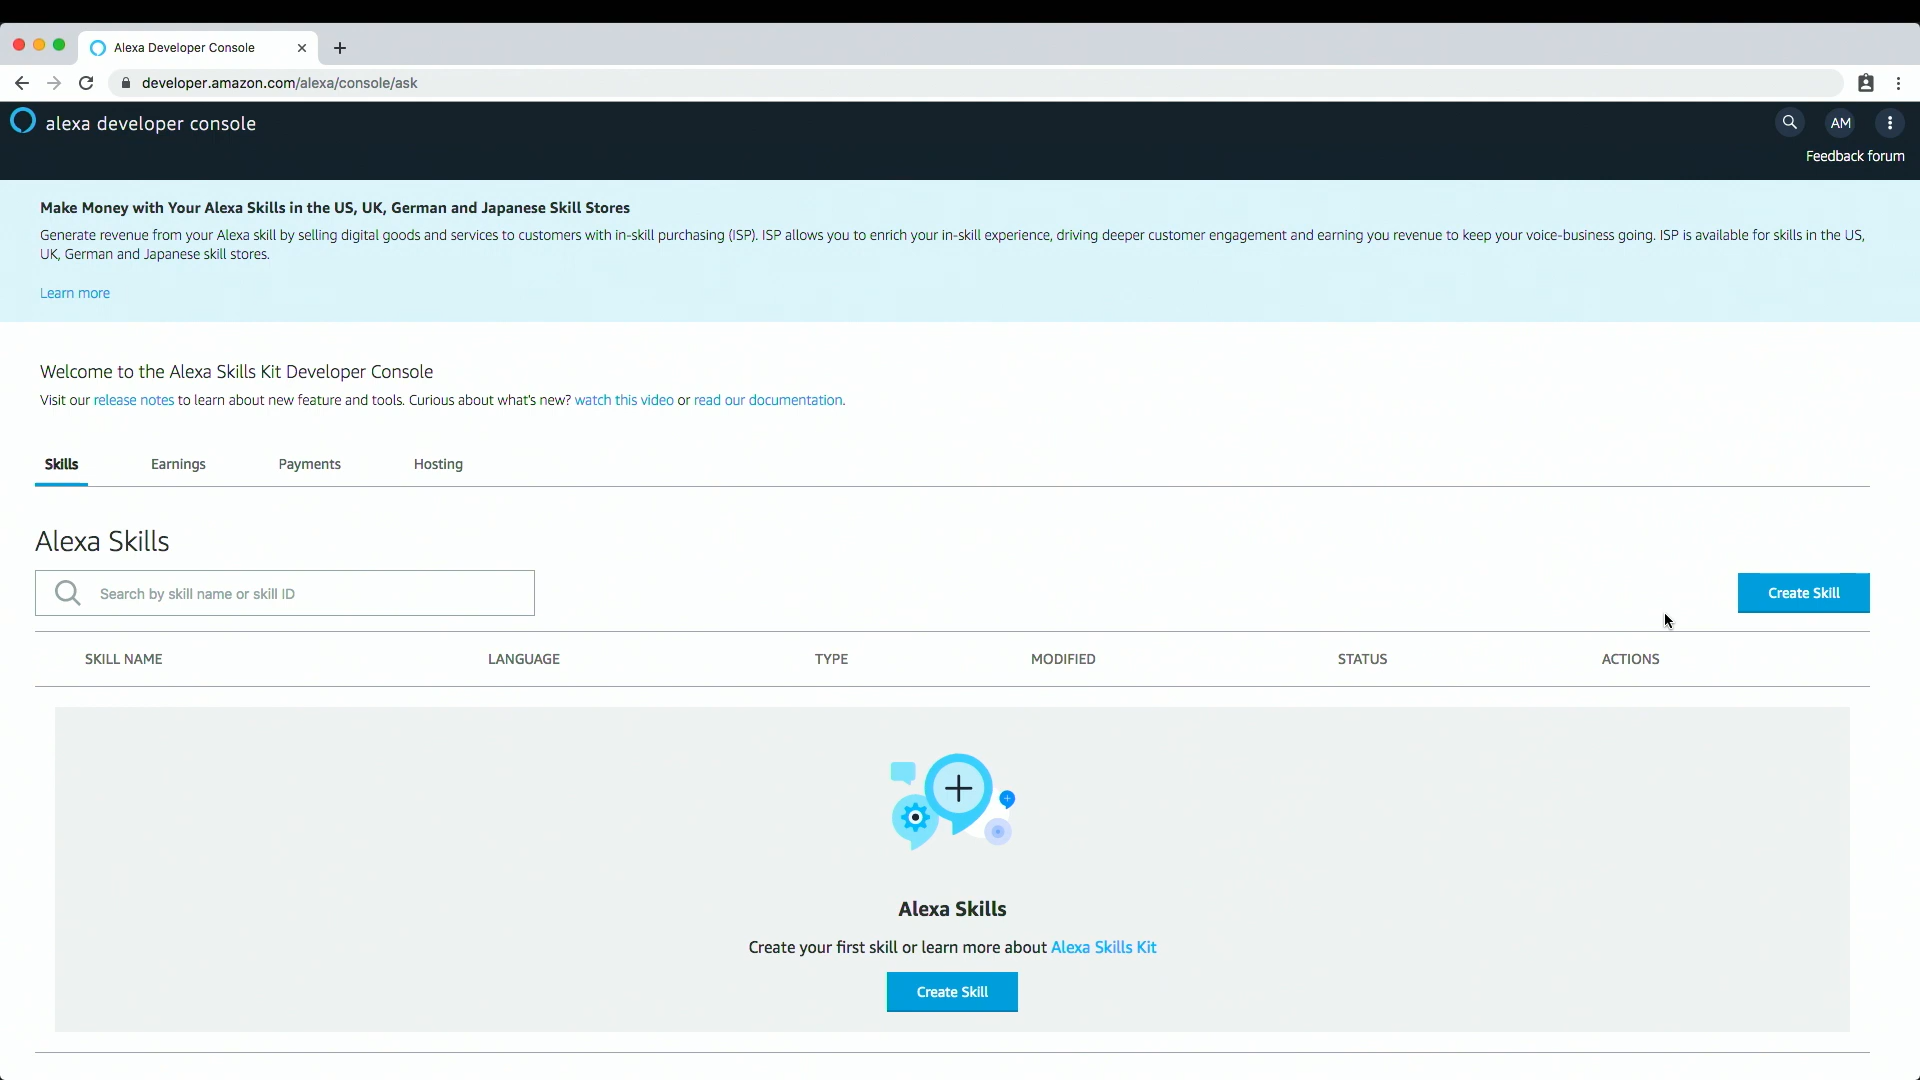 Alexa Developer Console
developer.amazon.com/alexa/console/ask
alexa developer console
AM
Feedback forum
Make Money with Your Alexa Skills in the US, UK, German and Japanese Skill Stores
Generate revenue from your Alexa skill by selling digital goods and services to customers with in-skill purchasing (ISP). ISP allows you to enrich your in-skill experience, driving deeper customer engagement and earning you revenue to keep your voice-business going. ISP is available for skills in the US,
UK, German and Japanese skill stores.
Learn more
Welcome to the Alexa Skills Kit Developer Console
Visit our release notes to learn about new feature and tools. Curious about what's new? watch this video or read our documentation.
Skills Earnings Payments Hosting
Alexa Skills
Search by skill name or skill ID
Create Skill
SKILL NAME LANGUAGE TYPE MODIFIED STATUS ACTIONS
Alexa Skills
Create your first skill or learn more about Alexa Skills Kit
Create Skill